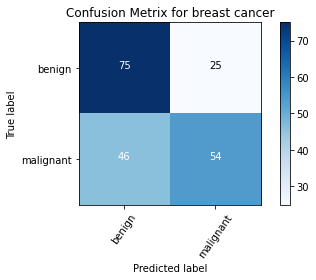 Confusion Metrix for breast cancer
benign
75
25
70
60
50
40
30
True label
malignant
46
54
benign
malignant
Predicted label